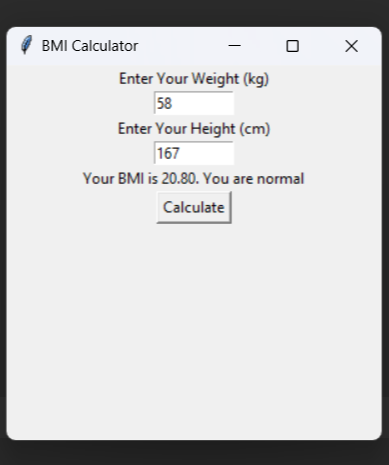 BMI Calculator
Enter Your Weight (kg)
58
Enter Your Height (cm)
167
Your BMI is 20.80. You are normal
Calculate